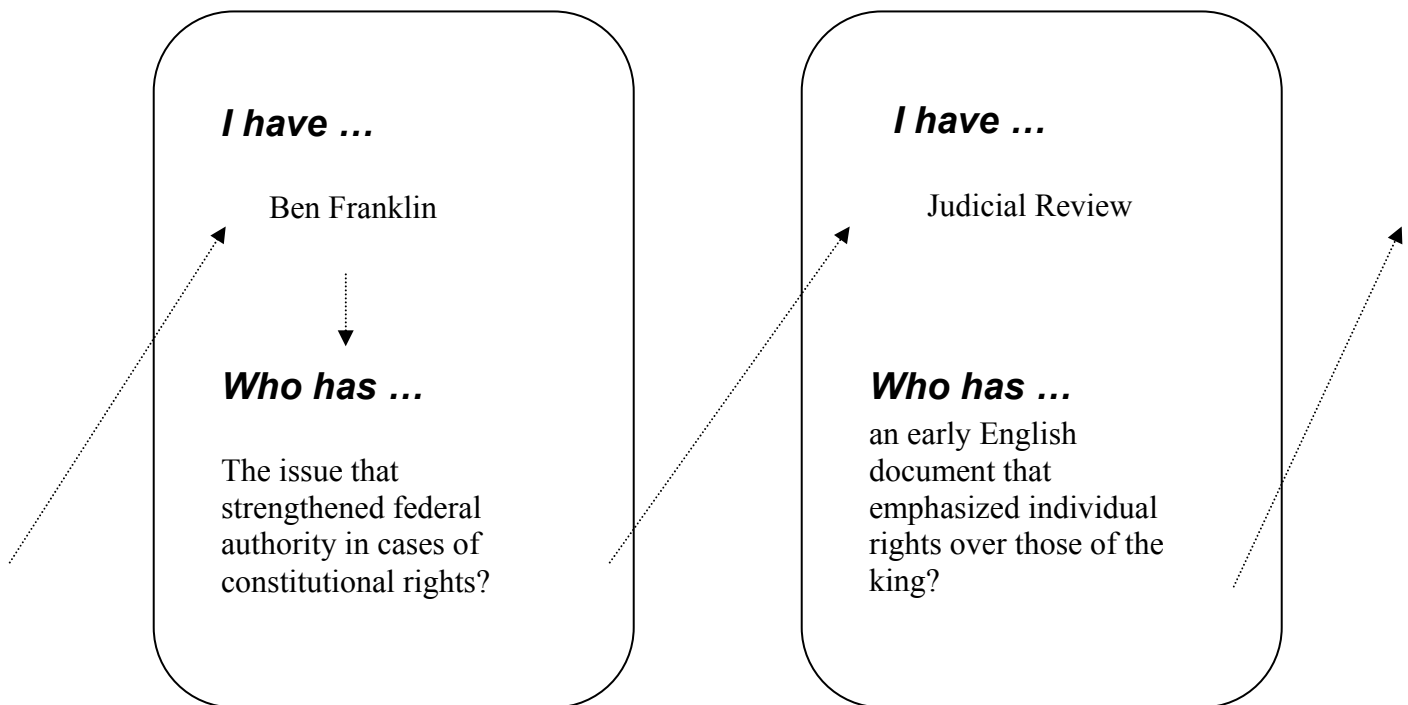 I have …
Ben Franklin
Who has …
The issue that
strengthened federal
authority in cases of
constitutional rights?
I have …
Judicial Review
Who has …
an early English
document that
emphasized individual
rights over those of the
king?